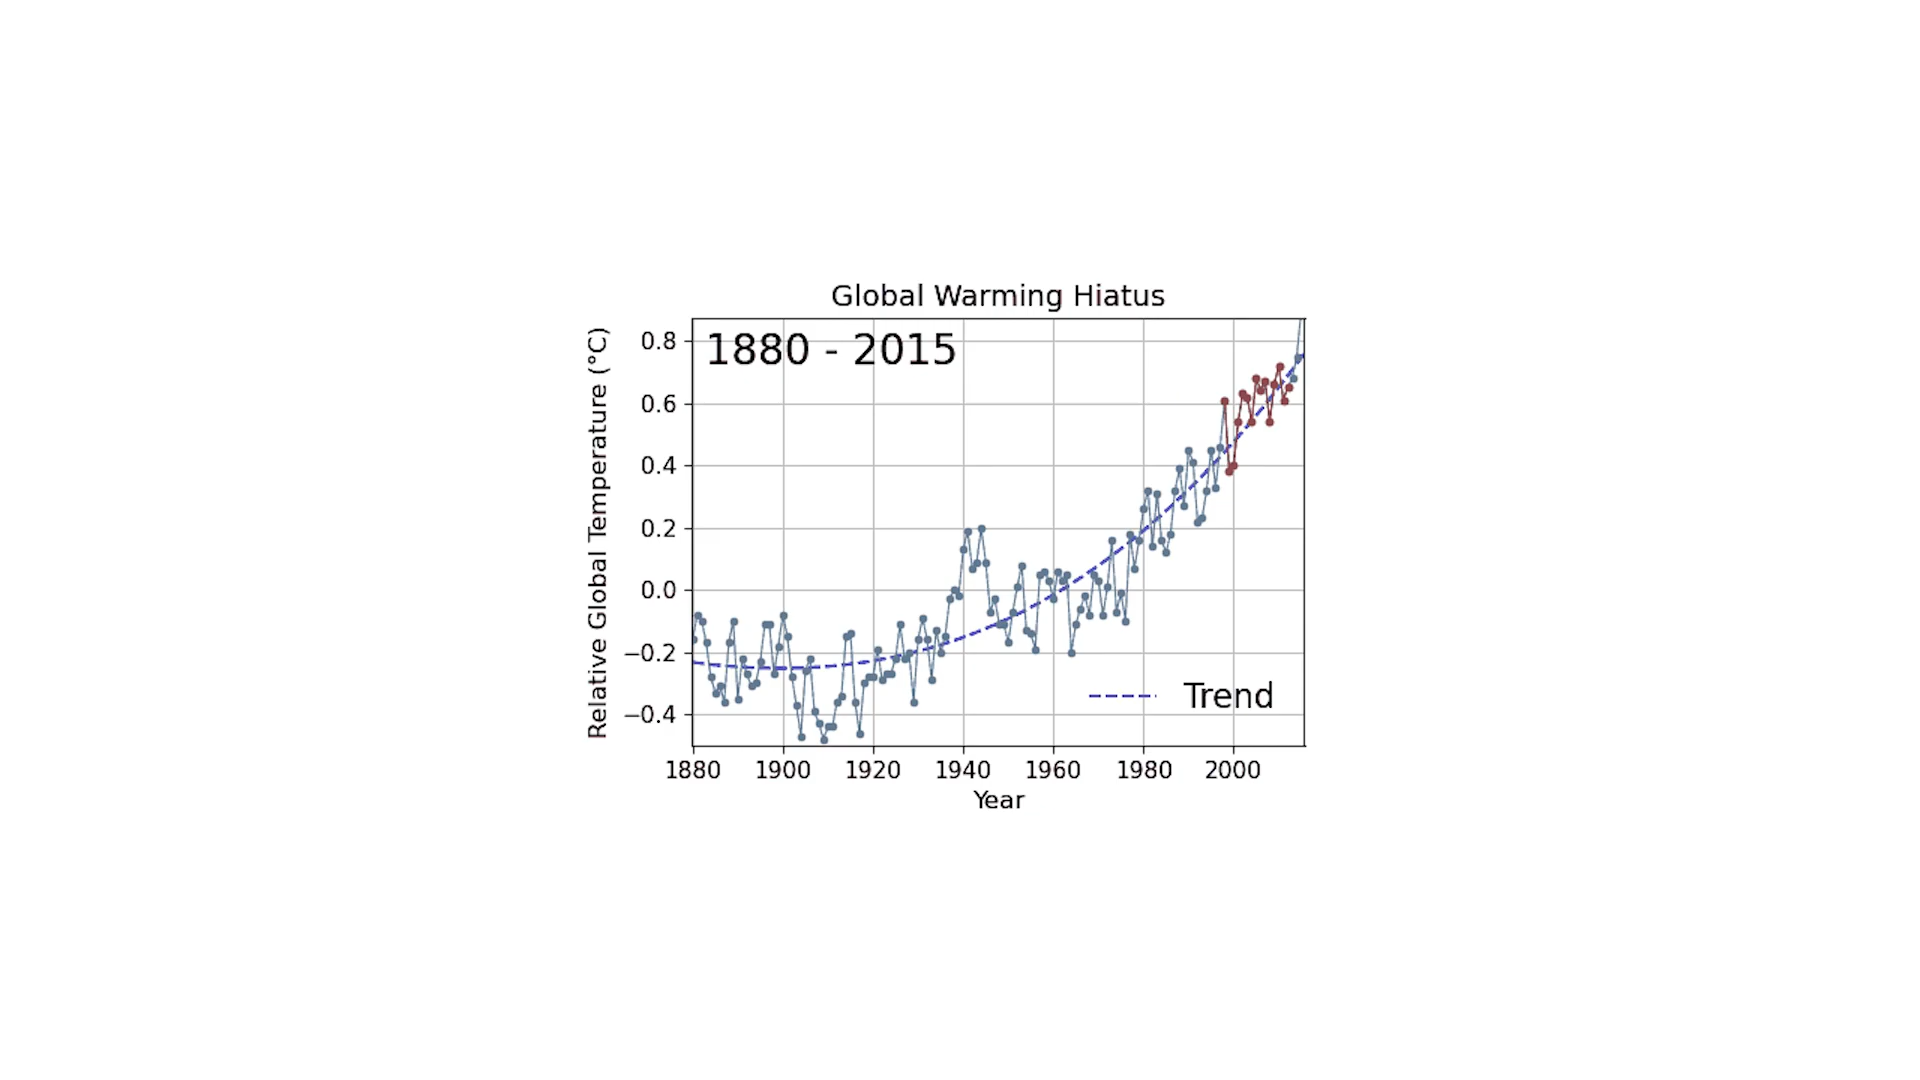 Global Warming Hiatus
1880 - 2015
Relative Global Temperature (°C)
0.8
0.6
0.4
0.2
0.0
−0.2
−0.4
Trend
1880 1900 1920 1940 1960 1980 2000
Year